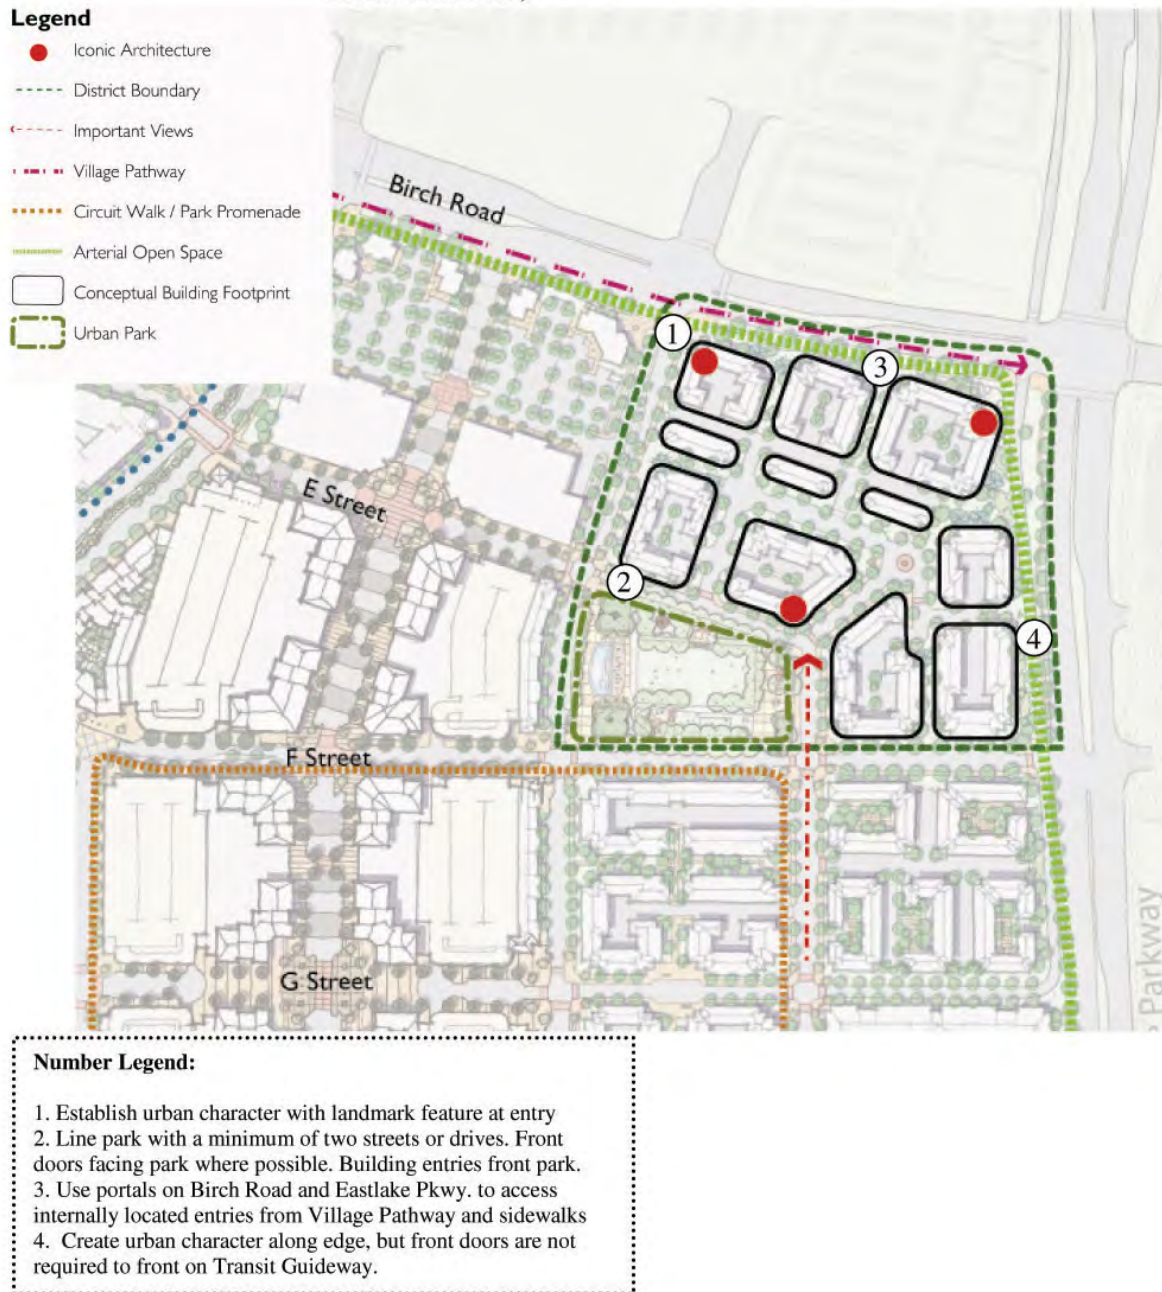 Legend
Iconic Architecture
District Boundary
Important Views
Village Pathway
Circuit Walk / Park Promenade
Arterial Open Space
Conceptual Building Footprint
Urban Park
Birch Road
1
3
E Street
2
4
F Street
G Street
Parkway
Number Legend:
1. Establish urban character with landmark feature at entry
2. Line park with a minimum of two streets or drives. Front
doors facing park where possible. Building entries front park.
3. Use portals on Birch Road and Eastlake Pkwy. to access
internally located entries from Village Pathway and sidewalks
4. Create urban character along edge, but front doors are not
required to front on Transit Guideway.